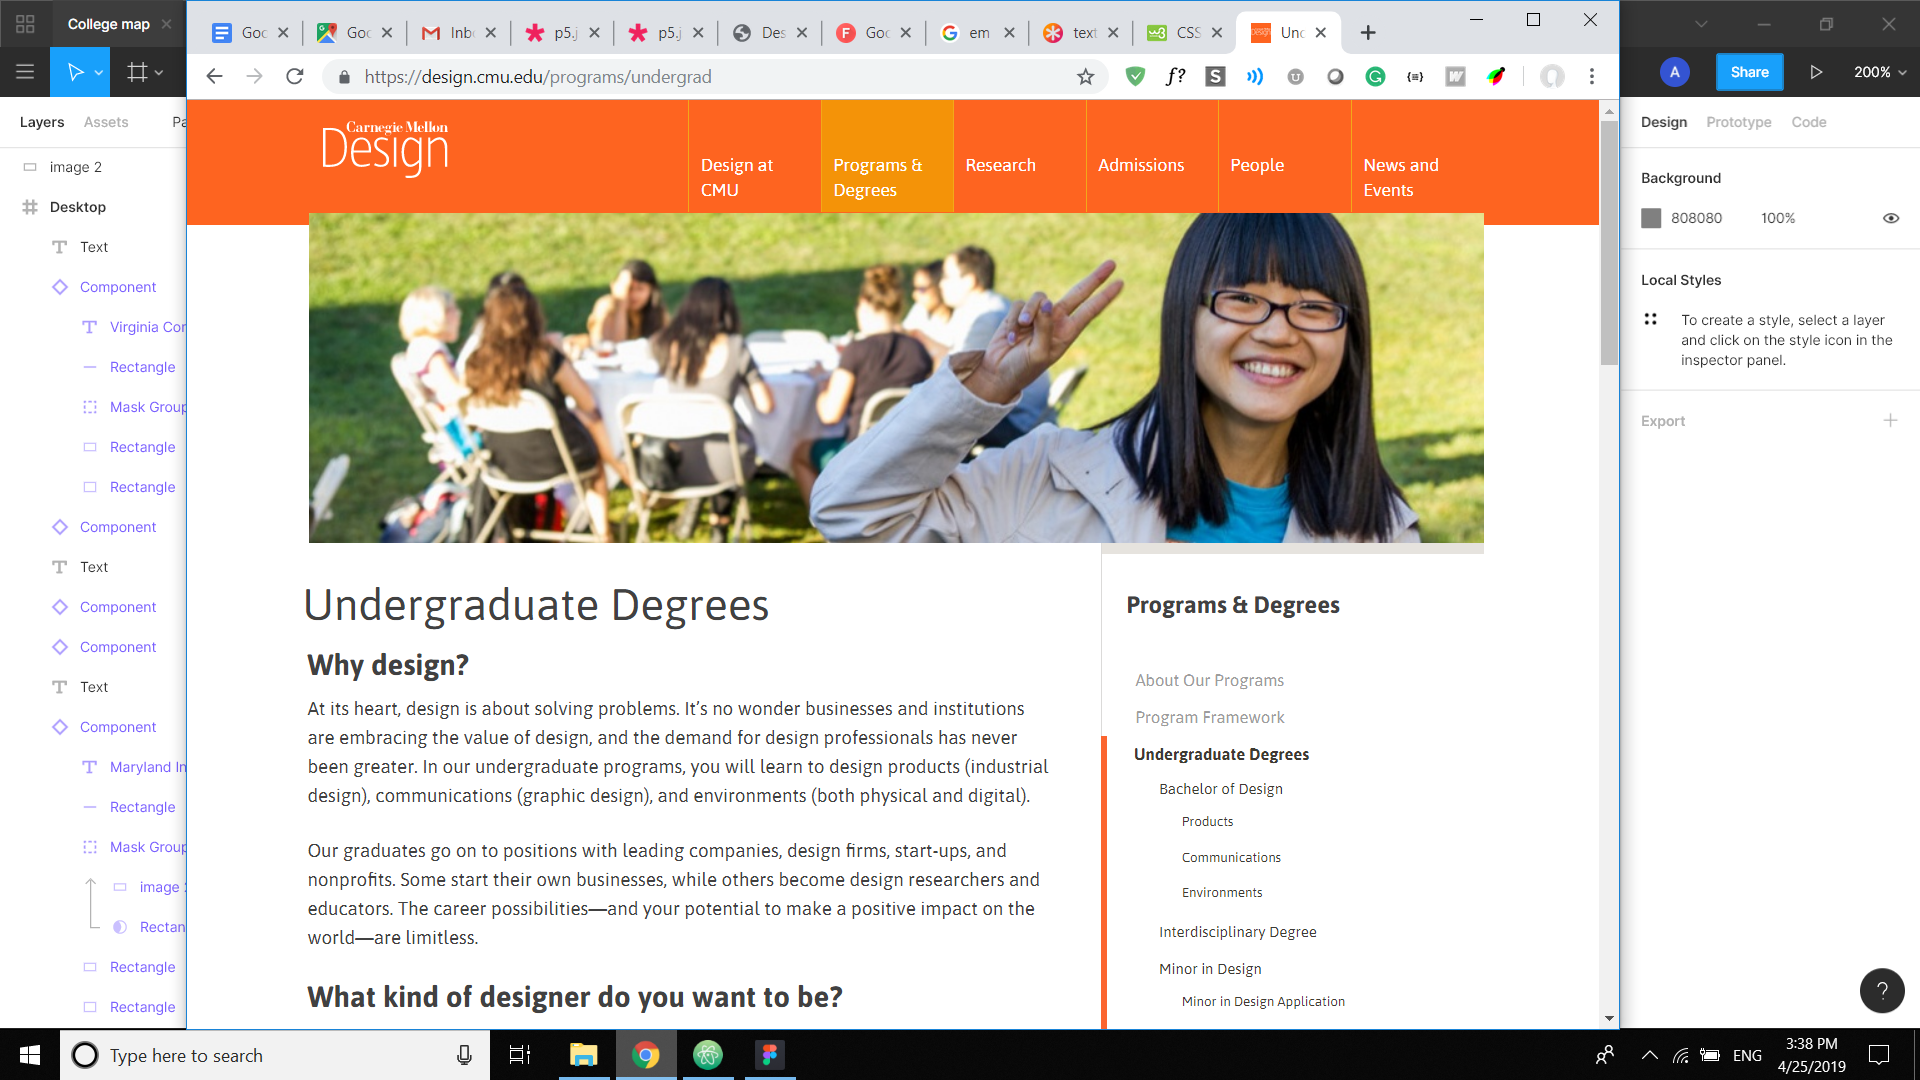 College map
Goc
Goc
Inb
p5.j
p5.j
Des
Goc
em
text
CSS
Und
https://design.cmu.edu/programs/undergrad
A
Share
200%
Layers
Assets
Pa
Design
Prototype
Code
image 2
Desktop
Text
Component
Virginia Cor
Rectangle
Mask Group
Rectangle
Rectangle
Component
Text
Component
Component
Text
Component
Maryland In
Rectangle
Mask Group
image
Rectan
Rectangle
Rectangle
Carnegie Mellon
Design
Design at
CMU
Programs &
Degrees
Research
Admissions
People
News and
Events
Undergraduate Degrees
Why design?
At its heart, design is about solving problems. It’s no wonder businesses and institutions
are embracing the value of design, and the demand for design professionals has never
been greater. In our undergraduate programs, you will learn to design products (industrial
design), communications (graphic design), and environments (both physical and digital).
Our graduates go on to positions with leading companies, design firms, start-ups, and
nonprofits. Some start their own businesses, while others become design researchers and
educators. The career possibilities—and your potential to make a positive impact on the
world—are limitless.
What kind of designer do you want to be?
Programs & Degrees
About Our Programs
Program Framework
Undergraduate Degrees
Bachelor of Design
Products
Communications
Environments
Interdisciplinary Degree
Minor in Design
Minor in Design Application
Background
808080
100%
Local Styles
To create a style, select a layer
and click on the style icon in the
inspector panel.
Export
?
Type here to search
ENG
3:38 PM
4/25/2019